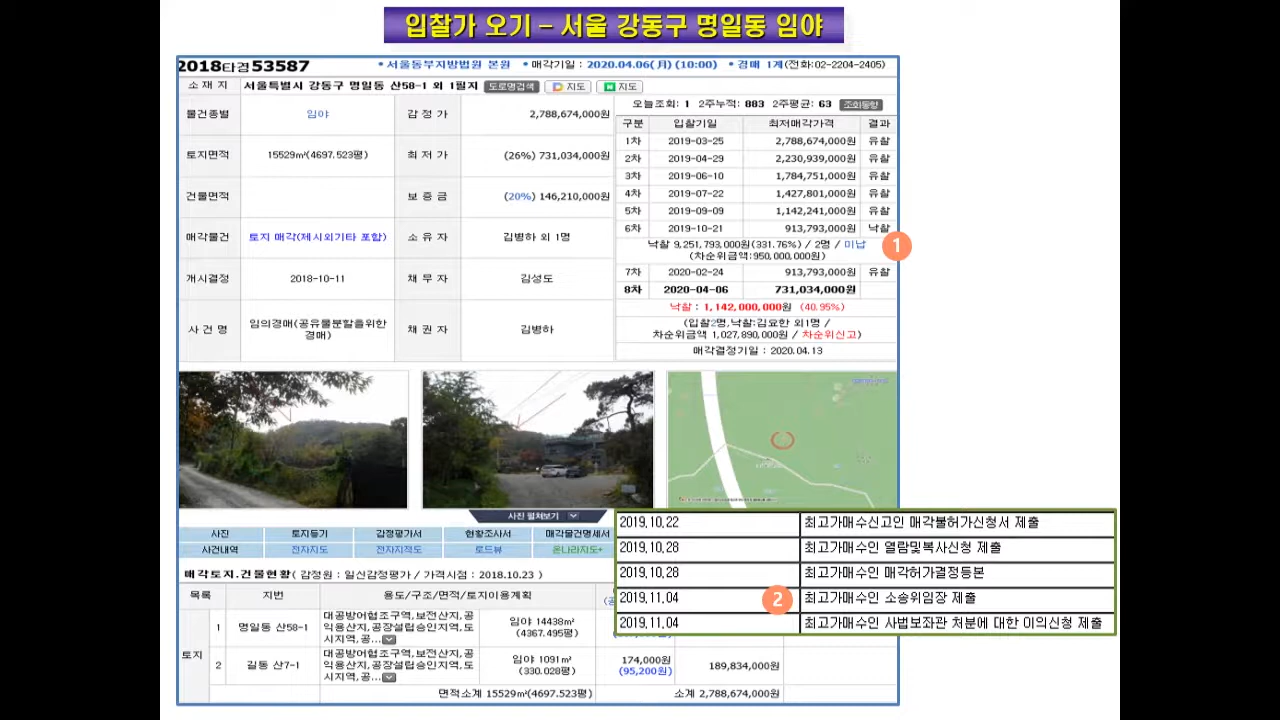 입찰가 오기 – 서울 강동구 명일동 임야
2018타경53587 • 서울동부지방법원 본원 • 매각기일 : 2020.04.06(月) (10:00) • 경매 1계(전화:02-2204-2405)
소 재 지 서울특별시 강동구 명일동 산58-1 외 1필지 도로명검색 지도 지도
물건종별 임야 감 정 가 2,788,674,000원
토지면적 15529㎡(4697.523평) 최 저 가 (26%) 731,034,000원
건물면적 보 증 금 (20%) 146,210,000원
매각물건 토지 매각(제시외기타 포함) 소 유 자 김병하 외 1명
개시결정 2018-10-11 채 무 자 김성도
사 건 명 임의경매(공유물분할을위한경매) 채 권 자 김병하
오늘조회: 1 2주누적: 883 2주평균: 63 조회동향
구분 입찰기일 최저매각가격 결과
1차 2019-03-25 2,788,674,000원 유찰
2차 2019-04-29 2,230,939,000원 유찰
3차 2019-06-10 1,784,751,000원 유찰
4차 2019-07-22 1,427,801,000원 유찰
5차 2019-09-09 1,142,241,000원 유찰
6차 2019-10-21 913,793,000원 낙찰
낙찰 9,251,793,000원(331.76%) / 2명 / 미납
(차순위금액:950,000,000원)
1
7차 2020-02-24 913,793,000원 유찰
8차 2020-04-06 731,034,000원
낙찰 : 1,142,000,000원 (40.95%)
(입찰2명,낙찰:김묘한 외1명 /
차순위금액 1,027,890,000원 / 차순위신고)
매각결정기일 : 2020.04.13
사진 펼쳐보기
사진 토지등기 감정평가서 현황조사서 매각물건명세서
사건내역 전자지도 전자지적도 로드뷰 온나라지도+
매각토지.건물현황( 감정원 : 일산감정평가 / 가격시점 : 2018.10.23 )
목록 지번 용도/구조/면적/토지이용계획
토지
1 명일동 산58-1 대공방어협조구역,보전산지,공익용산지,공장설립승인지역,도시지역,공... 임야 14438㎡ (4367.495평)
2 길동 산7-1 대공방어협조구역,보전산지,공익용산지,공장설립승인지역,도시지역,공... 임야 1091㎡ (330.028평) 174,000원 (95,200원) 189,834,000원
면적소계 15529㎡(4697.523평) 소계 2,788,674,000원
2019.10.22 최고가매수신고인 매각불허가신청서 제출
2019.10.28 최고가매수인 열람및복사신청 제출
2019.10.28 최고가매수인 매각허가결정등본
2019.11.04 2 최고가매수인 소송위임장 제출
2019.11.04 최고가매수인 사법보좌관 처분에 대한 이의신청 제출